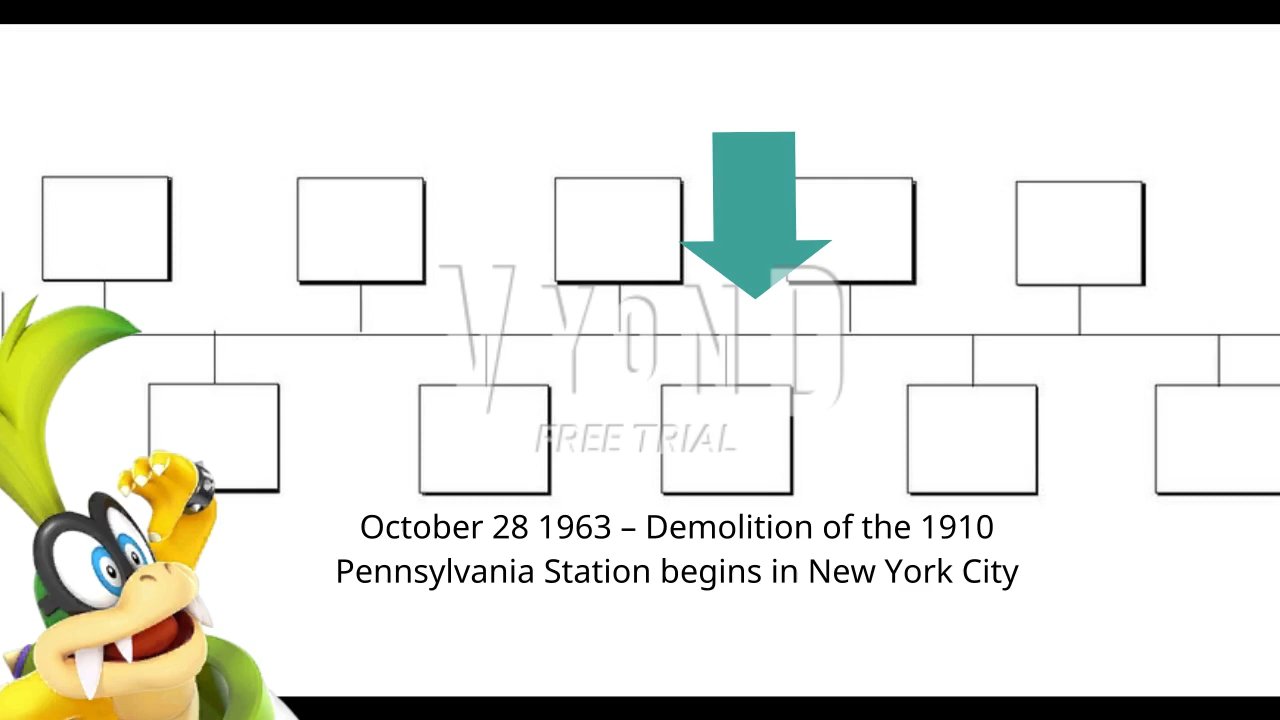 VYOND
FREE TRIAL
October 28 1963 – Demolition of the 1910
Pennsylvania Station begins in New York City